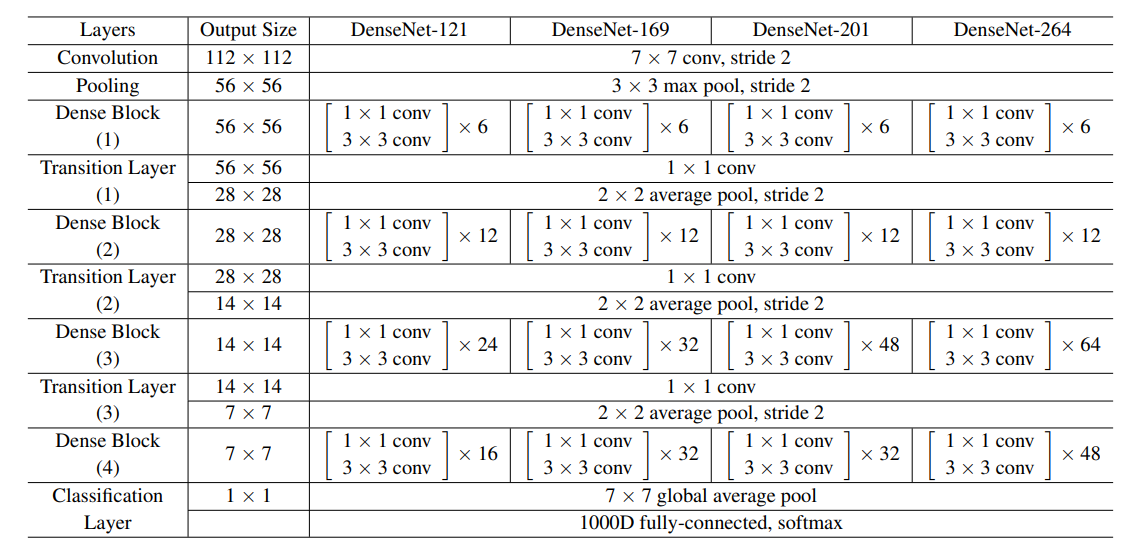 Layers Output Size DenseNet-121 DenseNet-169 DenseNet-201 DenseNet-264
Convolution 112 × 112 7 × 7 conv, stride 2
Pooling 56 × 56 3 × 3 max pool, stride 2
Dense Block (1) 56 × 56 [ 1 × 1 conv 3 × 3 conv ] × 6 [ 1 × 1 conv 3 × 3 conv ] × 6 [ 1 × 1 conv 3 × 3 conv ] × 6 [ 1 × 1 conv 3 × 3 conv ] × 6
Transition Layer (1) 56 × 56 1 × 1 conv
28 × 28 2 × 2 average pool, stride 2
Dense Block (2) 28 × 28 [ 1 × 1 conv 3 × 3 conv ] × 12 [ 1 × 1 conv 3 × 3 conv ] × 12 [ 1 × 1 conv 3 × 3 conv ] × 12 [ 1 × 1 conv 3 × 3 conv ] × 12
Transition Layer (2) 28 × 28 1 × 1 conv
14 × 14 2 × 2 average pool, stride 2
Dense Block (3) 14 × 14 [ 1 × 1 conv 3 × 3 conv ] × 24 [ 1 × 1 conv 3 × 3 conv ] × 32 [ 1 × 1 conv 3 × 3 conv ] × 48 [ 1 × 1 conv 3 × 3 conv ] × 64
Transition Layer (3) 14 × 14 1 × 1 conv
7 × 7 2 × 2 average pool, stride 2
Dense Block (4) 7 × 7 [ 1 × 1 conv 3 × 3 conv ] × 16 [ 1 × 1 conv 3 × 3 conv ] × 32 [ 1 × 1 conv 3 × 3 conv ] × 32 [ 1 × 1 conv 3 × 3 conv ] × 48
Classification Layer 1 × 1 7 × 7 global average pool
1000D fully-connected, softmax